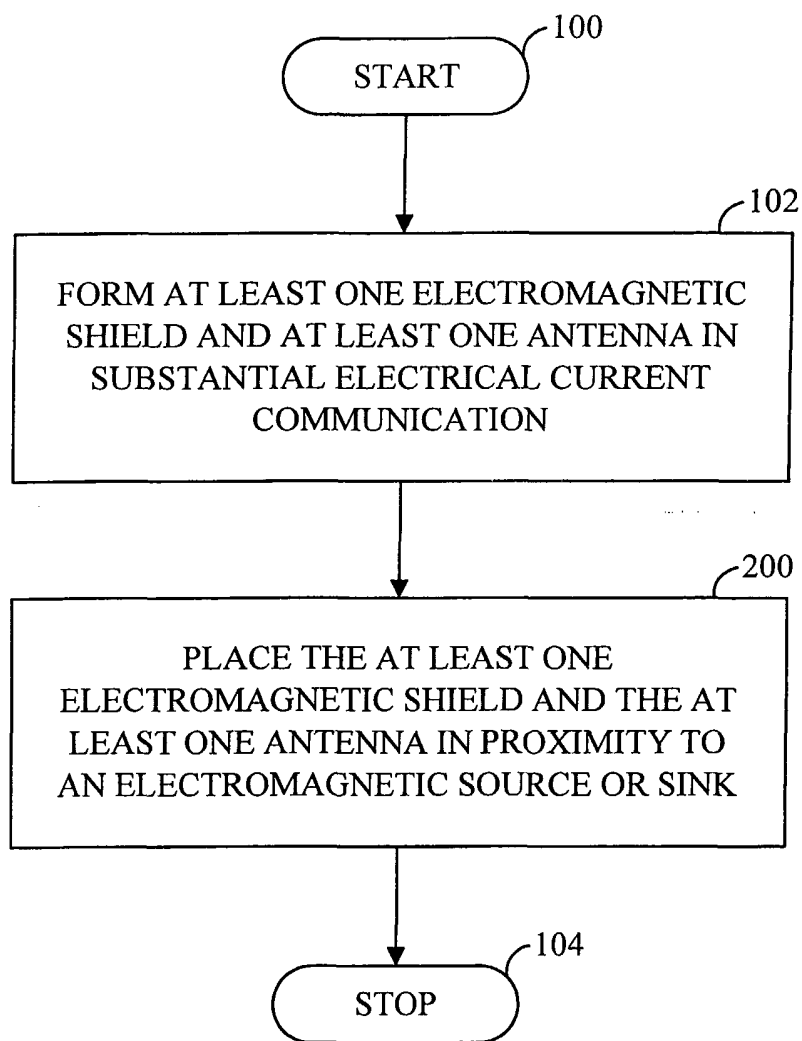 100
START
102
FORM AT LEAST ONE ELECTROMAGNETIC
SHIELD AND AT LEAST ONE ANTENNA IN
SUBSTANTIAL ELECTRICAL CURRENT
COMMUNICATION
200
PLACE THE AT LEAST ONE
ELECTROMAGNETIC SHIELD AND THE AT
LEAST ONE ANTENNA IN PROXIMITY TO
AN ELECTROMAGNETIC SOURCE OR SINK
104
STOP